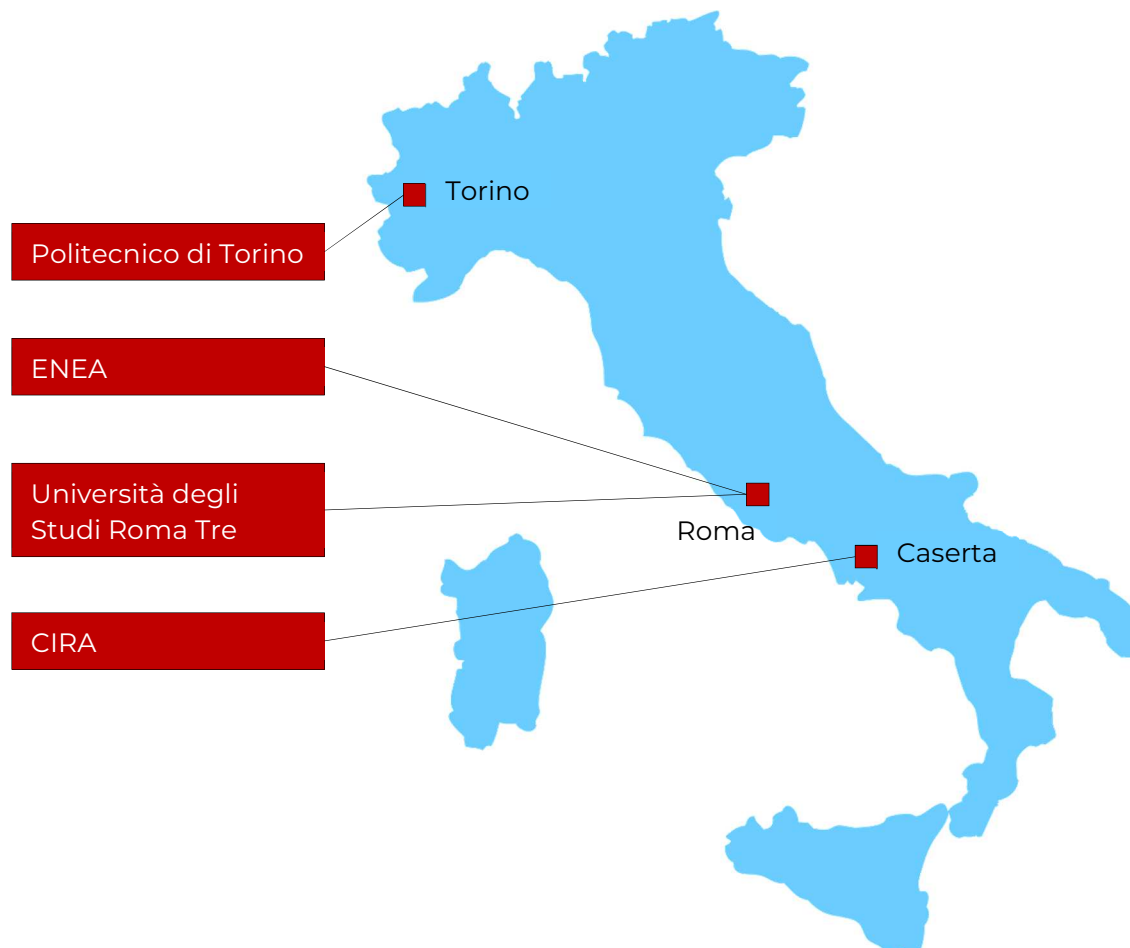 Torino
Politecnico di Torino
ENEA
Università degli
Studi Roma Tre
Roma
Caserta
CIRA